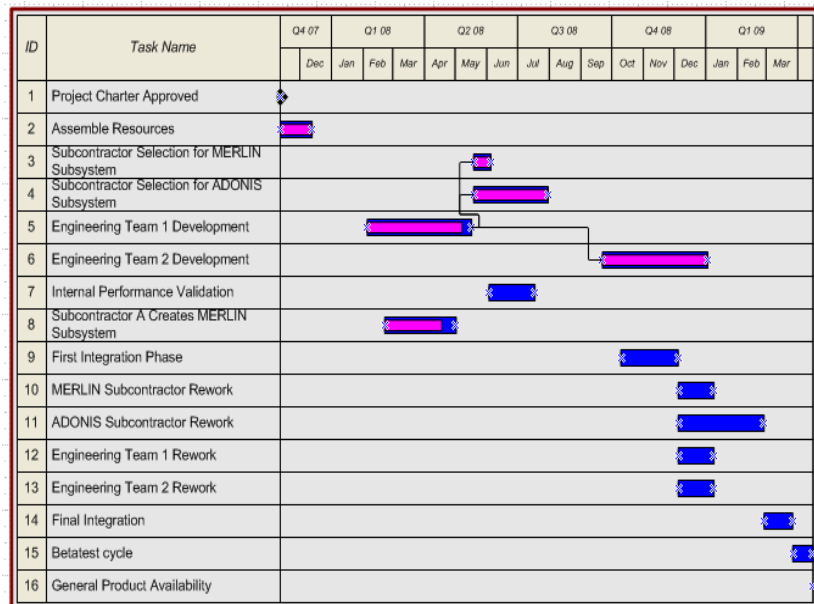 ID
Task Name
Q4 07
Q1 08
Q2 08
Q3 08
Q4 08
Q1 09
Dec
Jan
Feb
Mar
Apr
May
Jun
Jul
Aug
Sep
Oct
Nov
Dec
Jan
Feb
Mar
1
Project Charter Approved
2
Assemble Resources
3
Subcontractor Selection for MERLIN
Subsystem
4
Subcontractor Selection for ADONIS
Subsystem
5
Engineering Team 1 Development
6
Engineering Team 2 Development
7
Internal Performance Validation
8
Subcontractor A Creates MERLIN
Subsystem
9
First Integration Phase
10
MERLIN Subcontractor Rework
11
ADONIS Subcontractor Rework
12
Engineering Team 1 Rework
13
Engineering Team 2 Rework
14
Final Integration
15
Betatest cycle
16
General Product Availability